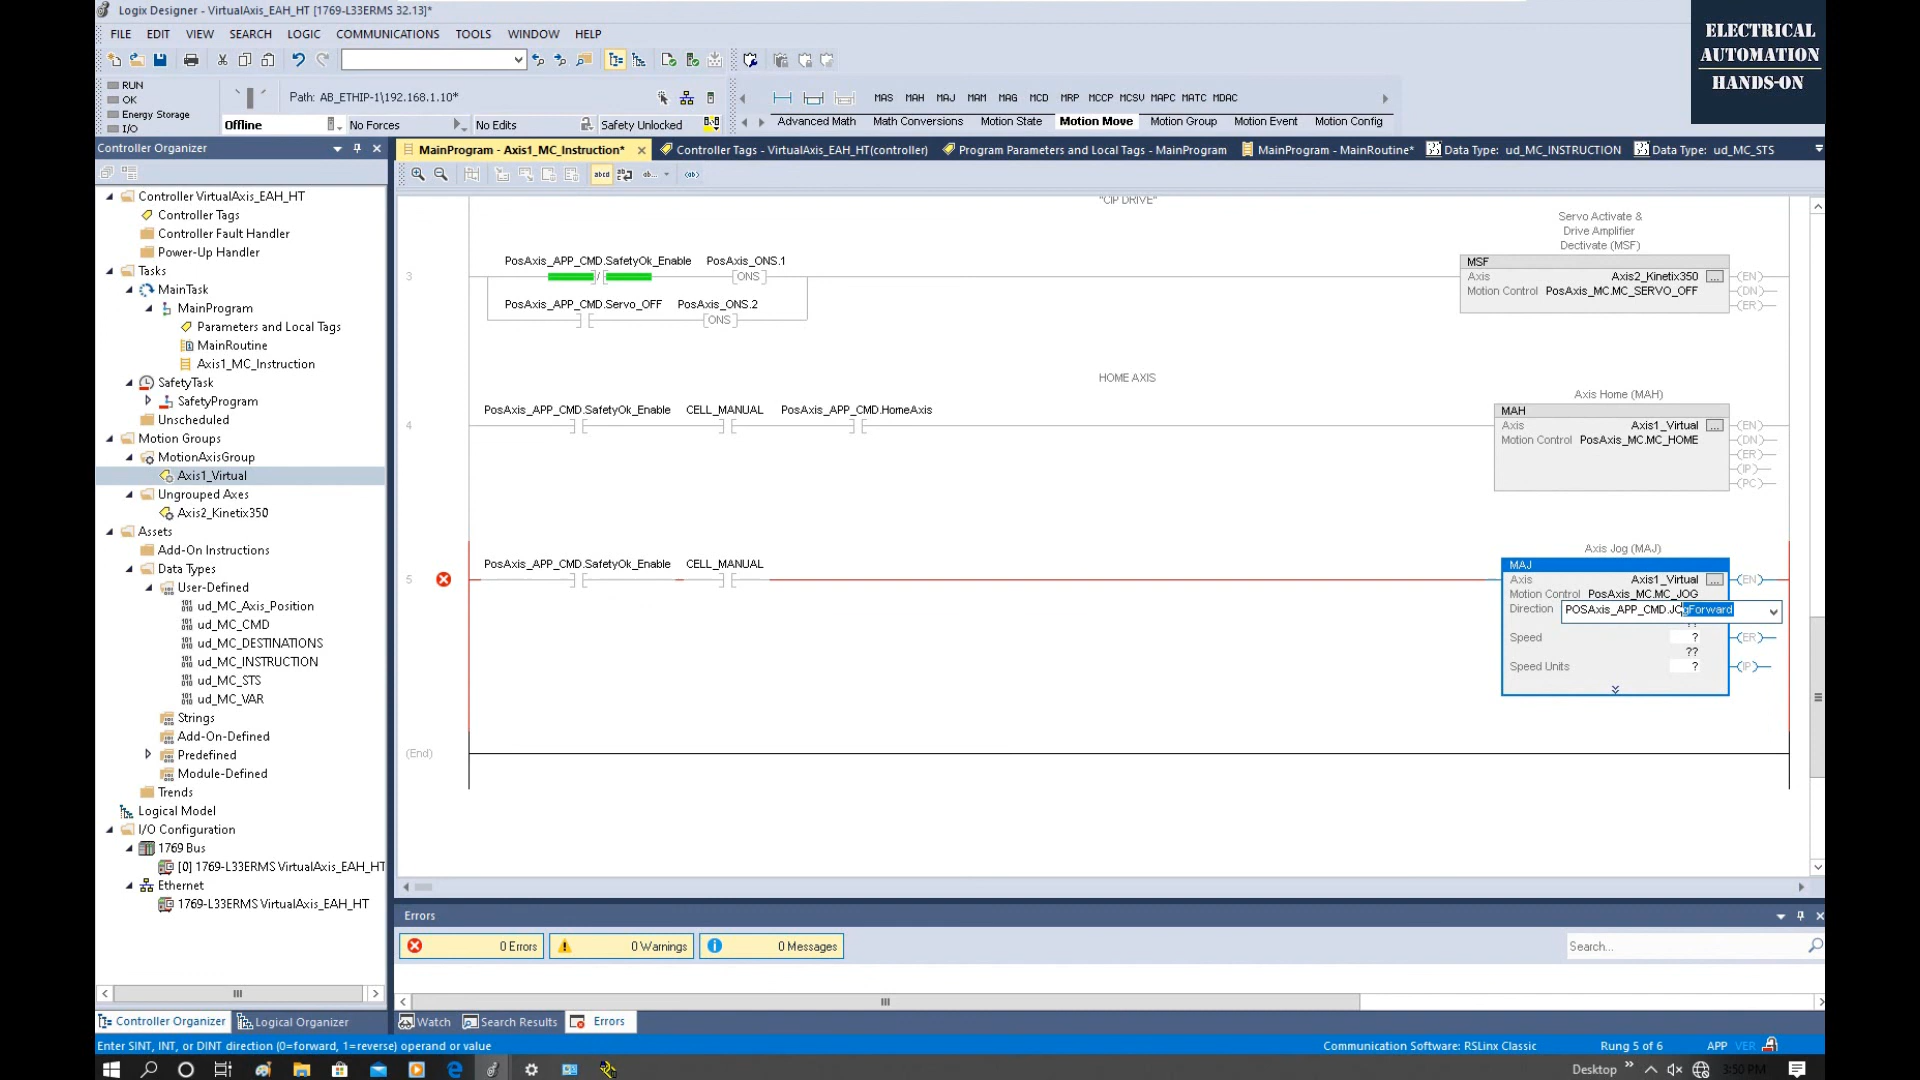 Logix Designer - VirtualAxis_EAH_HT [1769-L33ERMS 32.13]*
ELECTRICAL
AUTOMATION
HANDS-ON
FILE EDIT VIEW SEARCH LOGIC COMMUNICATIONS TOOLS WINDOW HELP
RUN
OK
Energy Storage
I/O
Path: AB_ETHIP-1\192.168.1.10*
Offline No Forces No Edits Safety Unlocked
MAS MAH MAJ MAM MAG MCD MRP MCCP MCSV MAPC MATC MDAC
Advanced Math Math Conversions Motion State Motion Move Motion Group Motion Event Motion Config
Controller Organizer
Controller VirtualAxis_EAH_HT
Controller Tags
Controller Fault Handler
Power-Up Handler
Tasks
MainTask
MainProgram
Parameters and Local Tags
MainRoutine
Axis1_MC_Instruction
SafetyTask
SafetyProgram
Unscheduled
Motion Groups
MotionAxisGroup
Axis1_Virtual
Ungrouped Axes
Axis2_Kinetix350
Assets
Add-On Instructions
Data Types
User-Defined
ud_MC_Axis_Position
ud_MC_CMD
ud_MC_DESTINATIONS
ud_MC_INSTRUCTION
ud_MC_STS
ud_MC_VAR
Strings
Add-On-Defined
Predefined
Module-Defined
Trends
Logical Model
I/O Configuration
1769 Bus
[0] 1769-L33ERMS VirtualAxis_EAH_HT
Ethernet
1769-L33ERMS VirtualAxis_EAH_HT
Controller Organizer Logical Organizer
MainProgram - Axis1_MC_Instruction* Controller Tags - VirtualAxis_EAH_HT(controller) Program Parameters and Local Tags - MainProgram MainProgram - MainRoutine* Data Type: ud_MC_INSTRUCTION Data Type: ud_MC_STS
"CIP DRIVE"
Servo Activate &
Drive Amplifier
Dectivate (MSF)
PosAxis_APP_CMD.SafetyOk_Enable PosAxis_ONS.1
3 ONS
PosAxis_APP_CMD.Servo_OFF PosAxis_ONS.2
ONS
MSF
Axis Axis2_Kinetix350 ... EN
Motion Control PosAxis_MC.MC_SERVO_OFF DN
ER
HOME AXIS
Axis Home (MAH)
PosAxis_APP_CMD.SafetyOk_Enable CELL_MANUAL PosAxis_APP_CMD.HomeAxis
4
MAH
Axis Axis1_Virtual ... EN
Motion Control PosAxis_MC.MC_HOME DN
ER
IP
PC
Axis Jog (MAJ)
PosAxis_APP_CMD.SafetyOk_Enable CELL_MANUAL
5
MAJ
Axis Axis1_Virtual ... EN
Motion Control PosAxis_MC.MC_JOG
Direction POSAxis_APP_CMD.JOgForward
??
Speed ? ER
??
Speed Units ? IP
(End)
Errors
0 Errors 0 Warnings 0 Messages Search...
Watch Search Results Errors
Enter SINT, INT, or DINT direction (0=forward, 1=reverse) operand or value Communication Software: RSLinx Classic Rung 5 of 6 APP VER
Desktop 3:50 PM